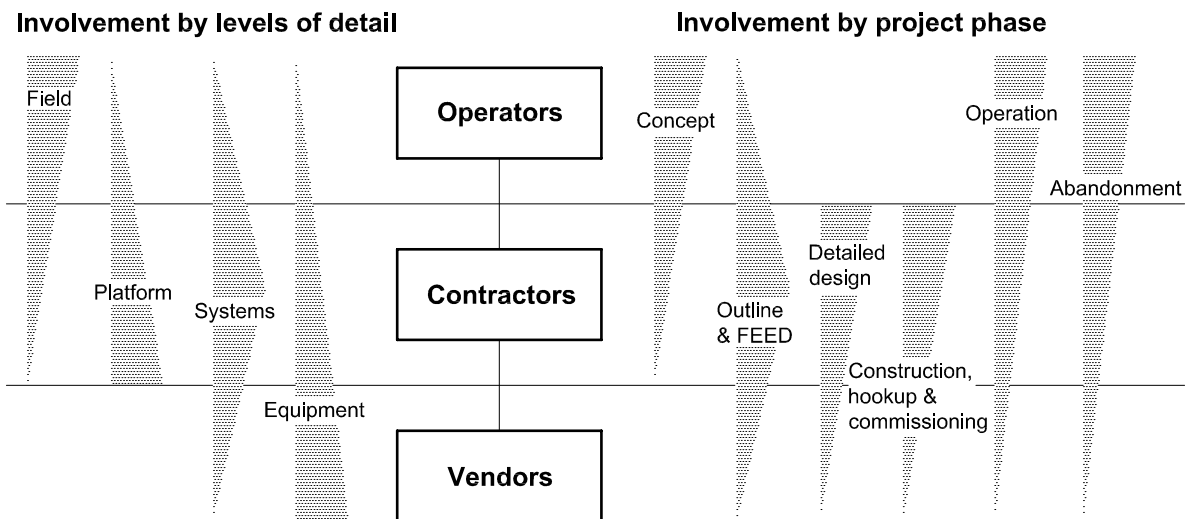 Involvement by levels of detail
Involvement by project phase
Field
Operators
Concept
Operation
Abandonment
Platform
Systems
Contractors
Detailed
design
Outline
& FEED
Equipment
Construction,
hookup &
commissioning
Vendors